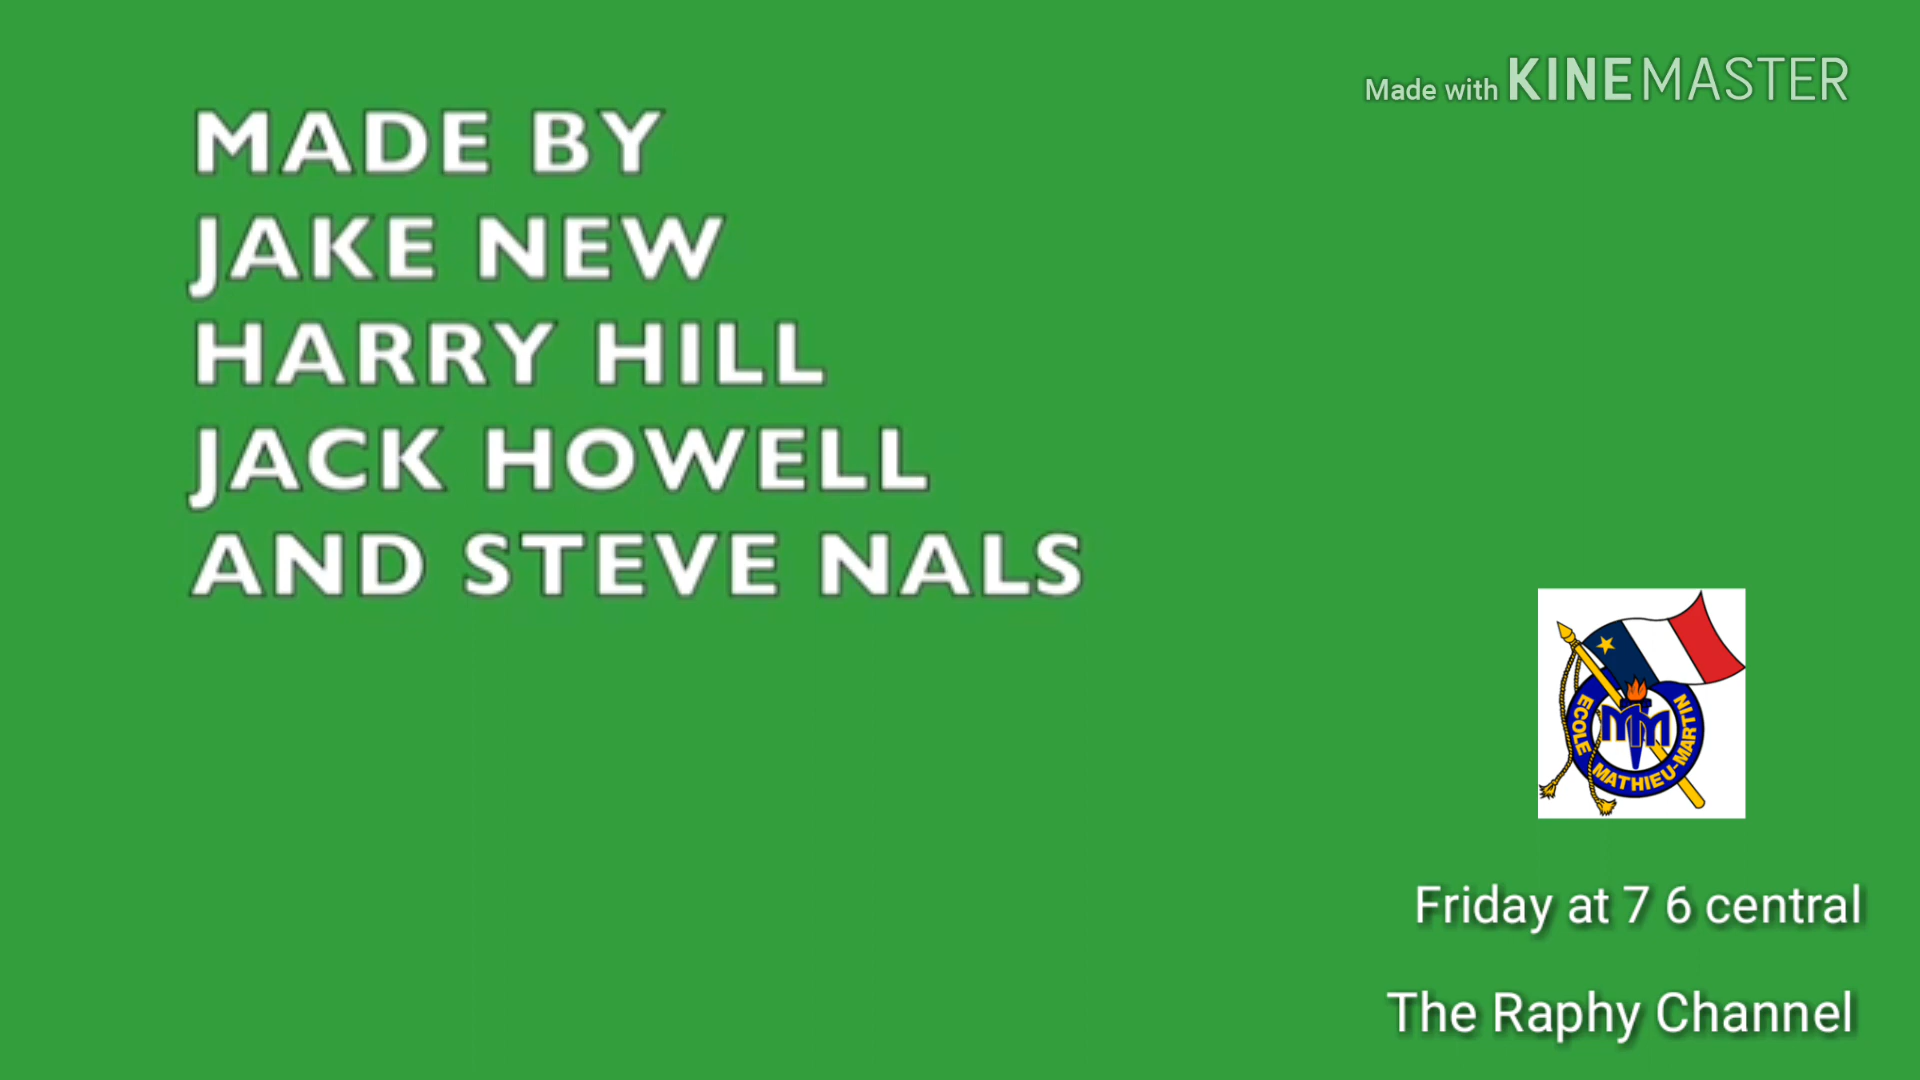 Made with KINEMASTER
MADE BY
JAKE NEW
HARRY HILL
JACK HOWELL
AND STEVE NALS
ECOLE MATHIEU-MARTIN
MM
Friday at 7 6 central
The Raphy Channel